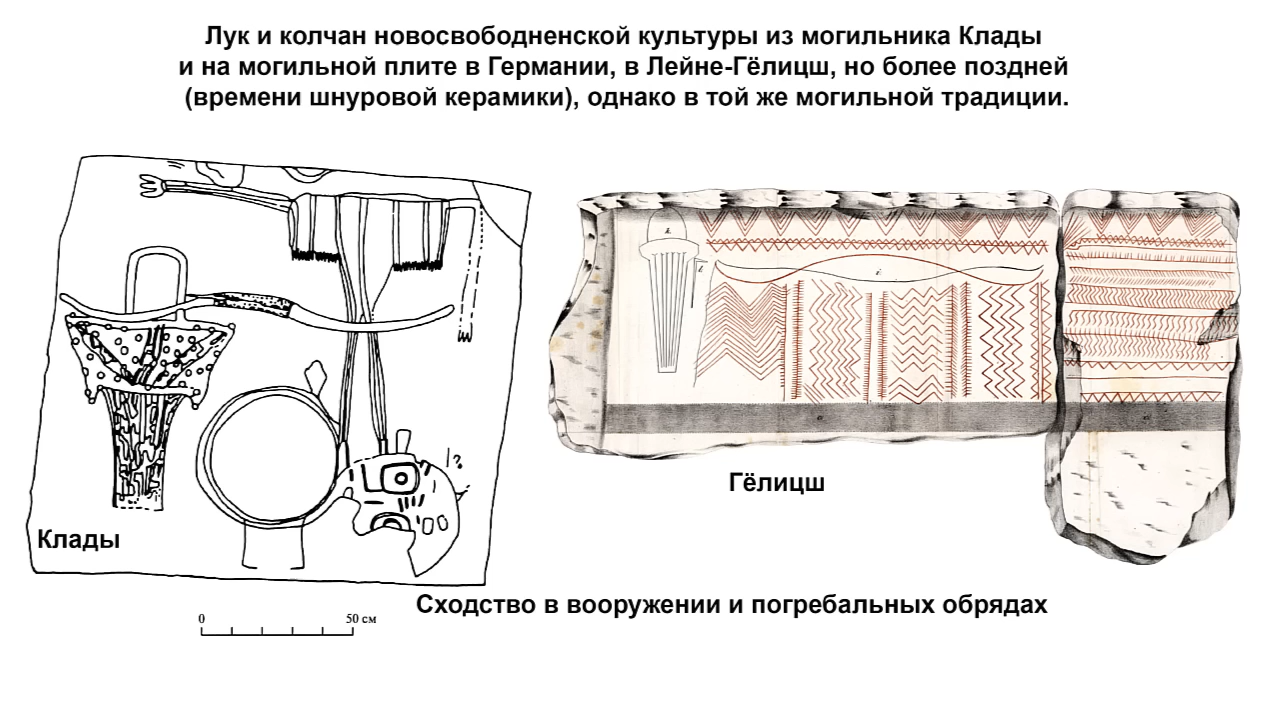 Лук и колчан новосвободненской культуры из могильника Клады
и на могильной плите в Германии, в Лейне-Гёлицш, но более поздней
(времени шнуровой керамики), однако в той же могильной традиции.
Клады
Гёлицш
Сходство в вооружении и погребальных обрядах
0 50 см